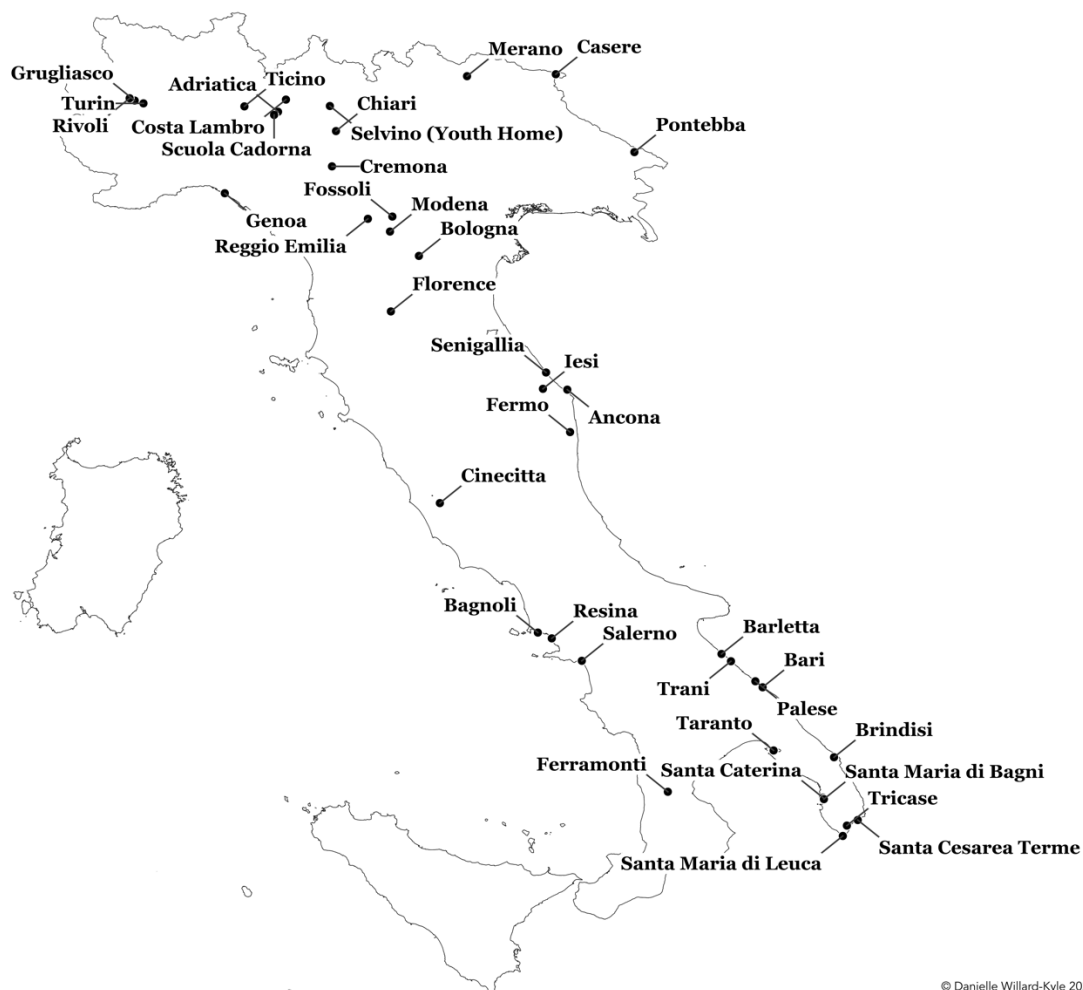 Merano
Casere
Grugliasco
Adriatica
Ticino
Turin
Chiari
Rivoli
Costa Lambro
Selvino (Youth Home)
Pontebba
Scuola Cadorna
Cremona
Fossoli
Modena
Genoa
Bologna
Reggio Emilia
Florence
Senigallia
Iesi
Fermo
Ancona
Cinecitta
Bagnoli
Resina
Salerno
Barletta
Bari
Trani
Palese
Taranto
Brindisi
Ferramonti
Santa Caterina
Santa Maria di Bagni
Tricase
Santa Cesarea Terme
Santa Maria di Leuca
© Danielle Willard-Kyle 20